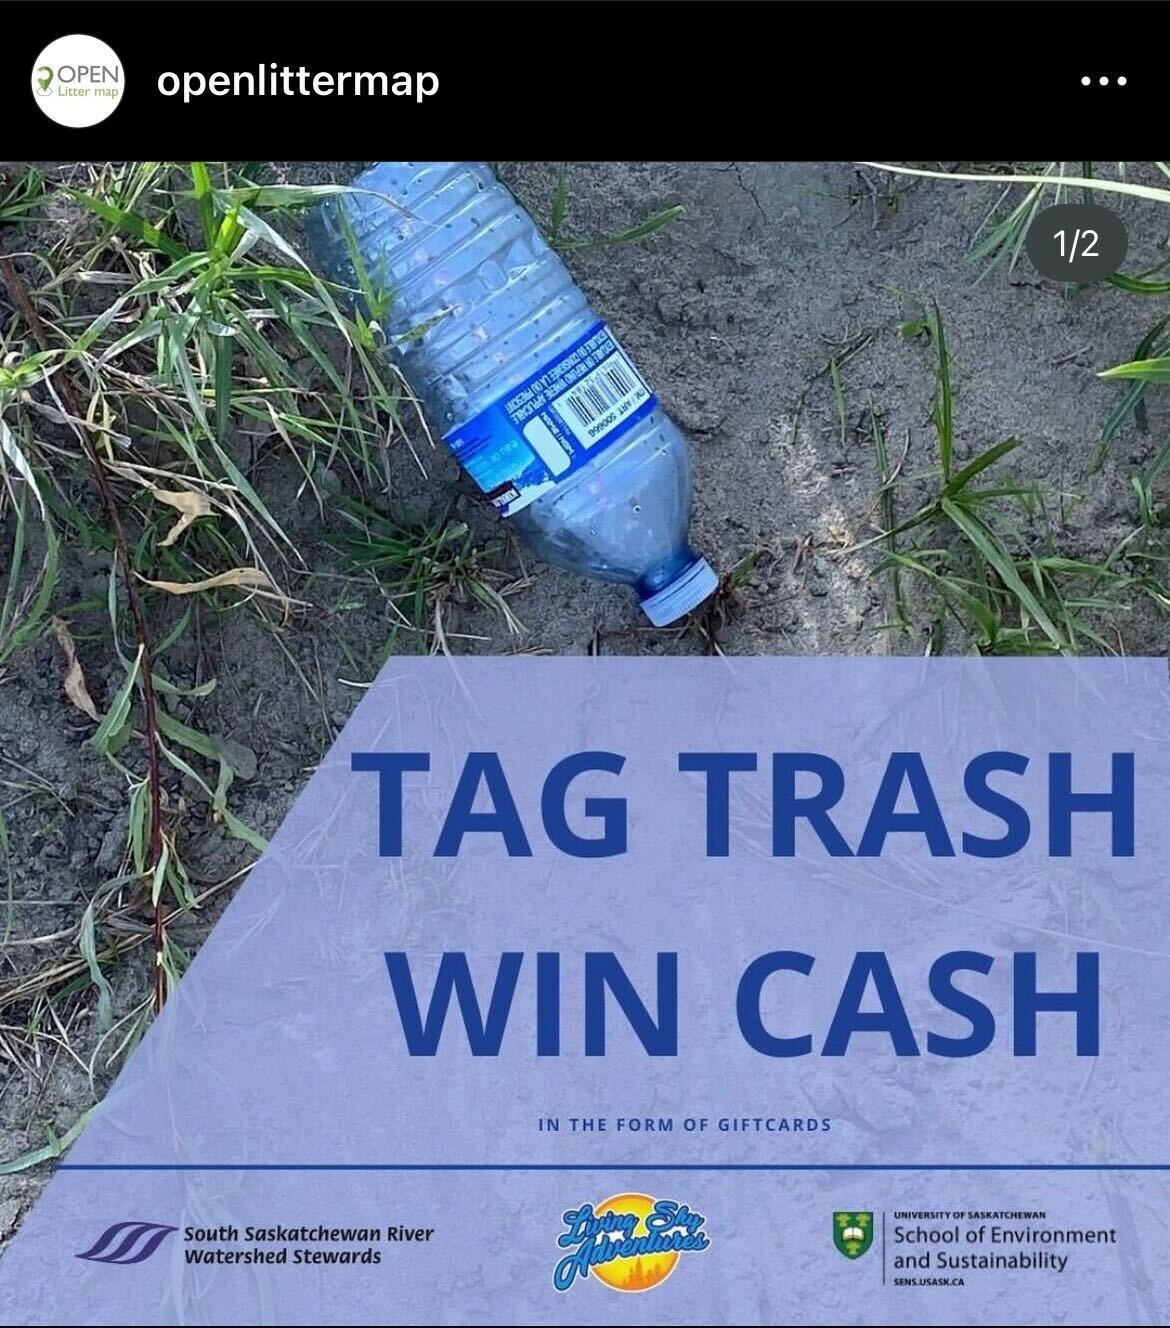 OPEN
Litter map
openlittermap
1/2
TAG TRASH
WIN CASH
IN THE FORM OF GIFTCARDS
South Saskatchewan River
Watershed Stewards
Living Sky
Adventures
UNIVERSITY OF SASKATCHEWAN
School of Environment
and Sustainability
SENS.USASK.CA